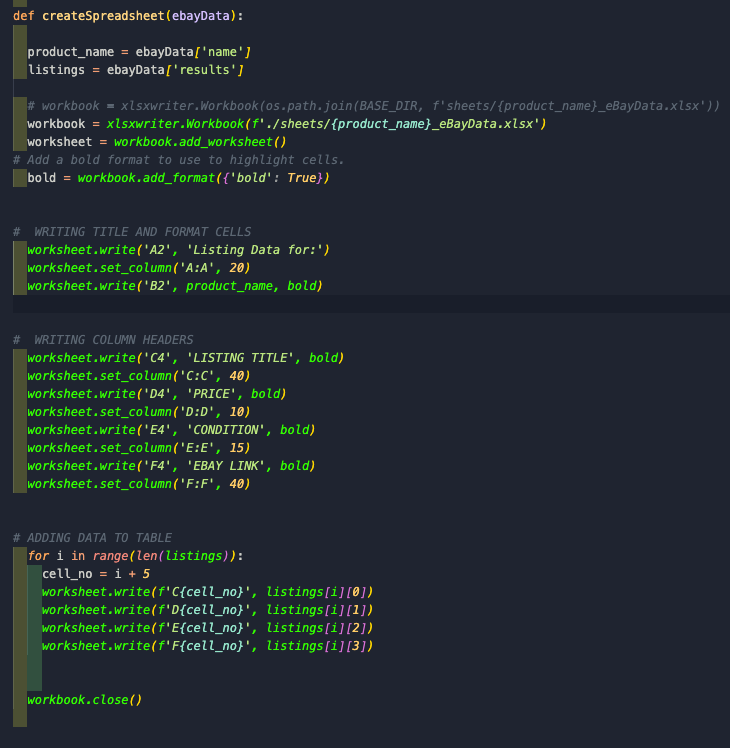 def createSpreadsheet(ebayData):
product_name = ebayData['name']
listings = ebayData['results']
# workbook = xlsxwriter.Workbook(os.path.join(BASE_DIR, f'sheets/{product_name}_eBayData.xlsx'))
workbook = xlsxwriter.Workbook(f'./sheets/{product_name}_eBayData.xlsx')
worksheet = workbook.add_worksheet()
# Add a bold format to use to highlight cells.
bold = workbook.add_format({'bold': True})
#  WRITING TITLE AND FORMAT CELLS
worksheet.write('A2', 'Listing Data for:')
worksheet.set_column('A:A', 20)
worksheet.write('B2', product_name, bold)
#  WRITING COLUMN HEADERS
worksheet.write('C4', 'LISTING TITLE', bold)
worksheet.set_column('C:C', 40)
worksheet.write('D4', 'PRICE', bold)
worksheet.set_column('D:D', 10)
worksheet.write('E4', 'CONDITION', bold)
worksheet.set_column('E:E', 15)
worksheet.write('F4', 'EBAY LINK', bold)
worksheet.set_column('F:F', 40)
# ADDING DATA TO TABLE
for i in range(len(listings)):
cell_no = i + 5
worksheet.write(f'C{cell_no}', listings[i][0])
worksheet.write(f'D{cell_no}', listings[i][1])
worksheet.write(f'E{cell_no}', listings[i][2])
worksheet.write(f'F{cell_no}', listings[i][3])
workbook.close()